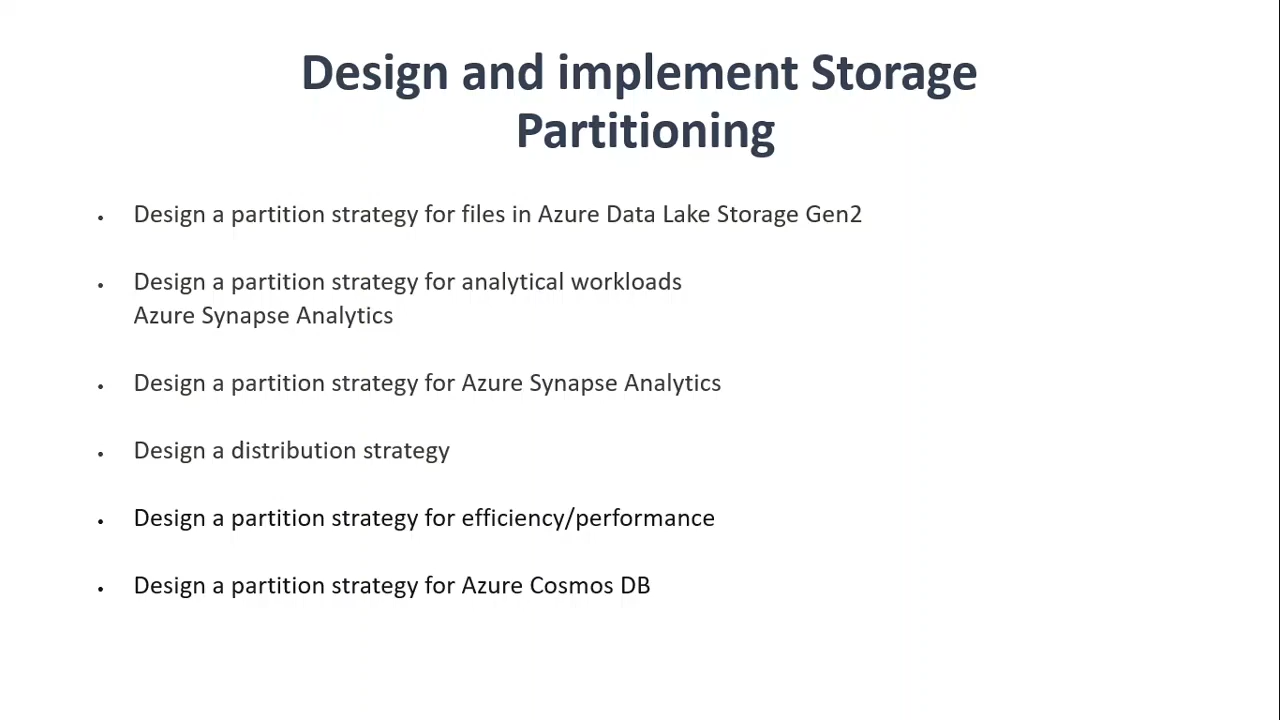 Design and implement Storage
Partitioning
• Design a partition strategy for files in Azure Data Lake Storage Gen2
• Design a partition strategy for analytical workloads
Azure Synapse Analytics
• Design a partition strategy for Azure Synapse Analytics
• Design a distribution strategy
• Design a partition strategy for efficiency/performance
• Design a partition strategy for Azure Cosmos DB